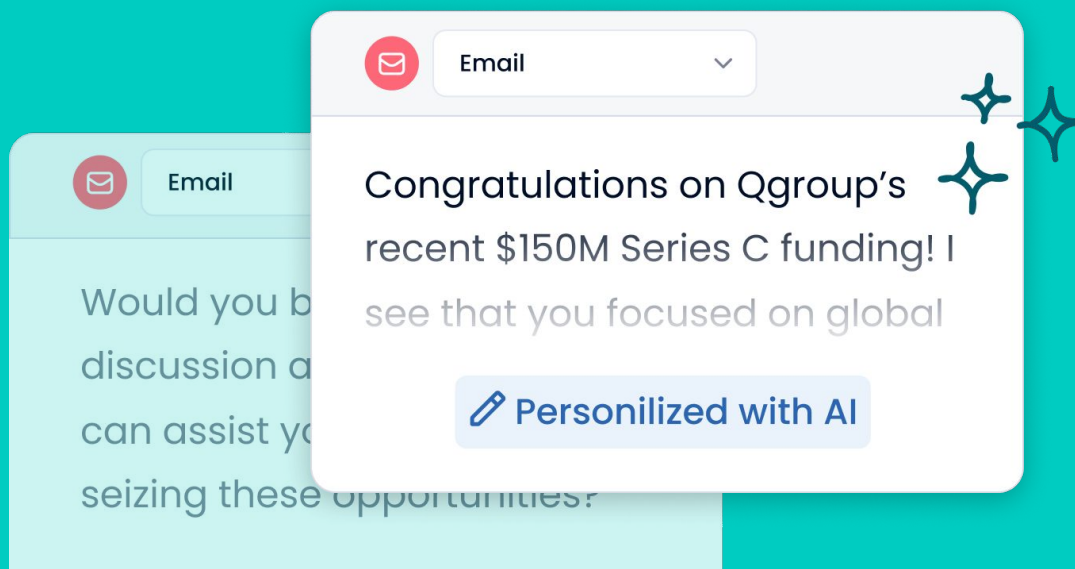 Email
Congratulations on Qgroup's
recent $150M Series C funding! I
see that you focused on global
Personilized with AI
Email
Would you b
discussion a
can assist yo
seizing these opportunities?